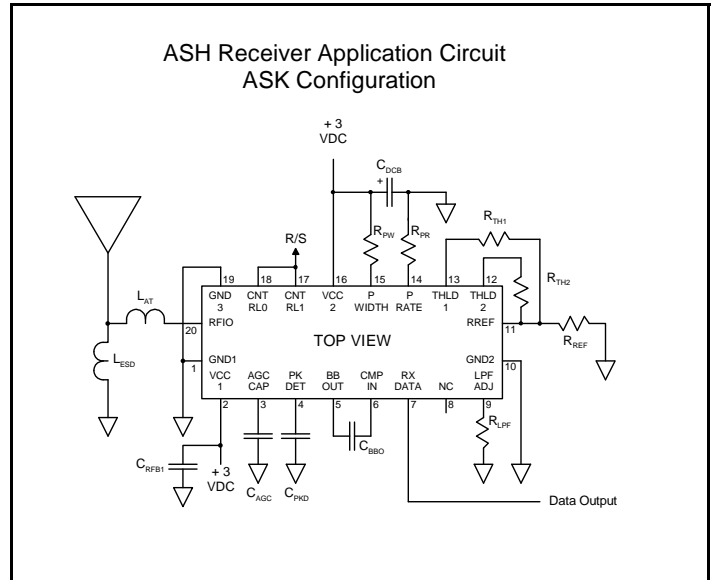 ASH Receiver Application Circuit
ASK Configuration
+ 3
VDC
CDCB
+
RPW
RPR
RTH1
R/S
19
18
17
16
15
14
13
12
GND
3
CNT
RL0
CNT
RL1
VCC
2
P
WIDTH
P
RATE
THLD
1
THLD
2
RTH2
LAT
20
RFIO
TOP VIEW
RREF
11
RREF
LESD
1
GND1
GND2
10
VCC
1
AGC
CAP
PK
DET
BB
OUT
CMP
IN
RX
DATA
NC
LPF
ADJ
2
3
4
5
6
7
8
9
CBBO
RLPF
CRFB1
+ 3
VDC
CAGC
CPKD
Data Output